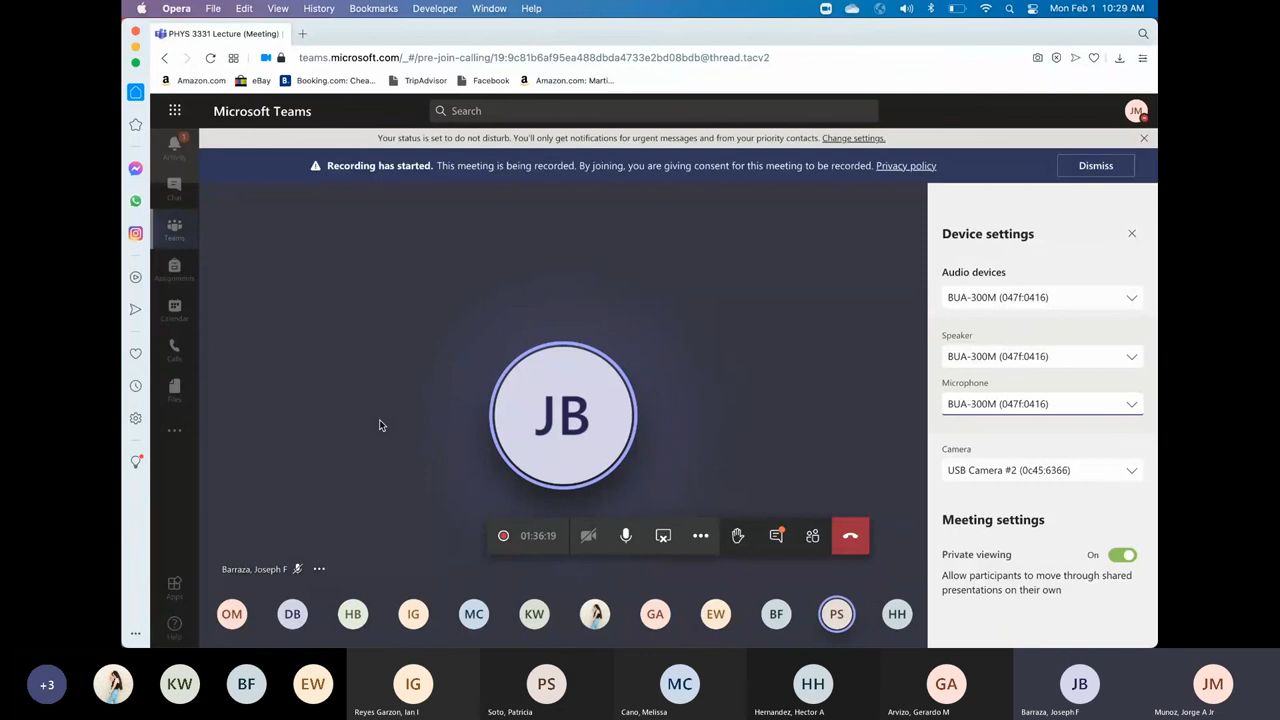 Opera File Edit View History Bookmarks Developer Window Help Mon Feb 1 10:29 AM
PHYS 3331 Lecture (Meeting) |
teams.microsoft.com/_#/pre-join-calling/19:9c81b6af95ea488dbda4733e2bd08bdb@thread.tacv2
Amazon.com eBay Booking.com: Chea... TripAdvisor Facebook Amazon.com: Marti...
Microsoft Teams Search JM
Your status is set to do not disturb. You'll only get notifications for urgent messages and from your priority contacts. Change settings.
Recording has started. This meeting is being recorded. By joining, you are giving consent for this meeting to be recorded. Privacy policy Dismiss
1
Activity
Chat
Teams
Assignments
Calendar
Calls
Files
Apps
Help
JB
01:36:19
Barraza, Joseph F
OM DB HB IG MC KW GA EW BF PS HH
Device settings
Audio devices
BUA-300M (047f:0416)
Speaker
BUA-300M (047f:0416)
Microphone
BUA-300M (047f:0416)
Camera
USB Camera #2 (0c45:6366)
Meeting settings
Private viewing On
Allow participants to move through shared
presentations on their own
+3 KW BF EW IG PS MC HH GA JB JM
Reyes Garzon, Ian I Soto, Patricia Cano, Melissa Hernandez, Hector A Arvizo, Gerardo M Barraza, Joseph F Munoz, Jorge A Jr